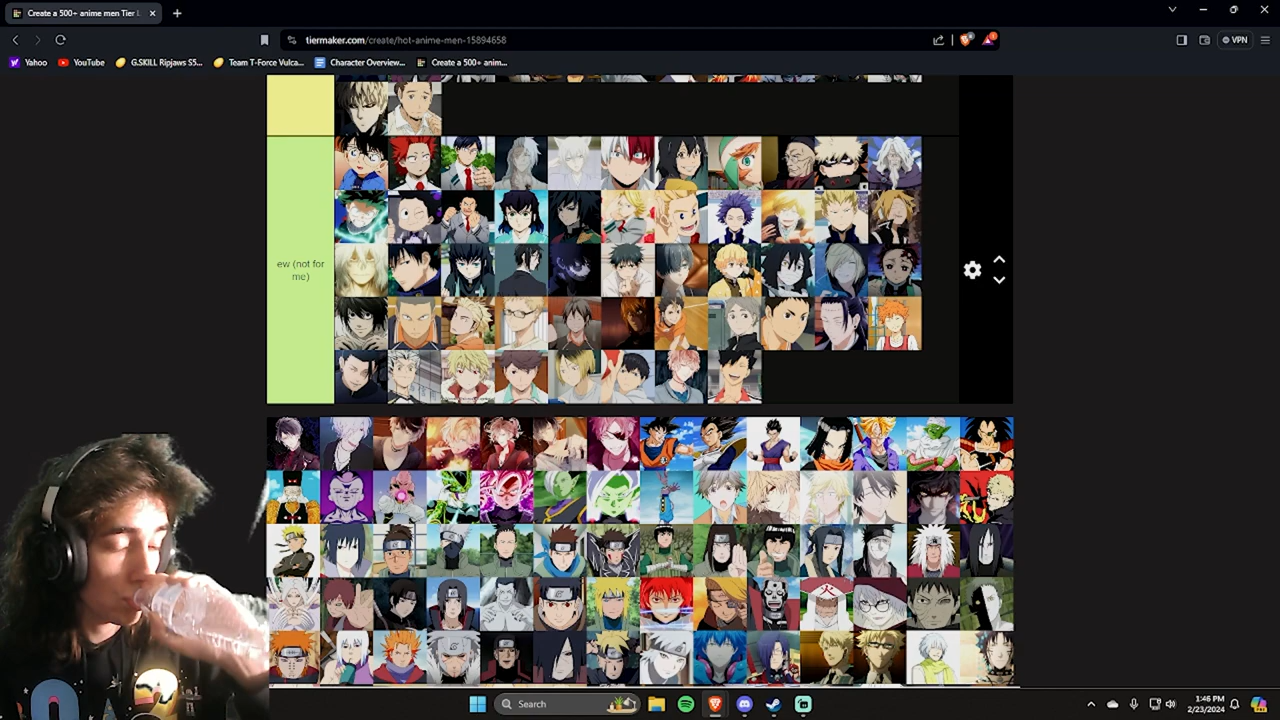 Create a 500+ anime men Tier l
tiermaker.com/create/hot-anime-men-15894658
VPN
Yahoo
YouTube
G.SKILL Ripjaws S5...
Team T-Force Vulca...
Character Overview...
Create a 500+ anim...
ew (not for
me)
火
Search
1:46 PM
2/23/2024